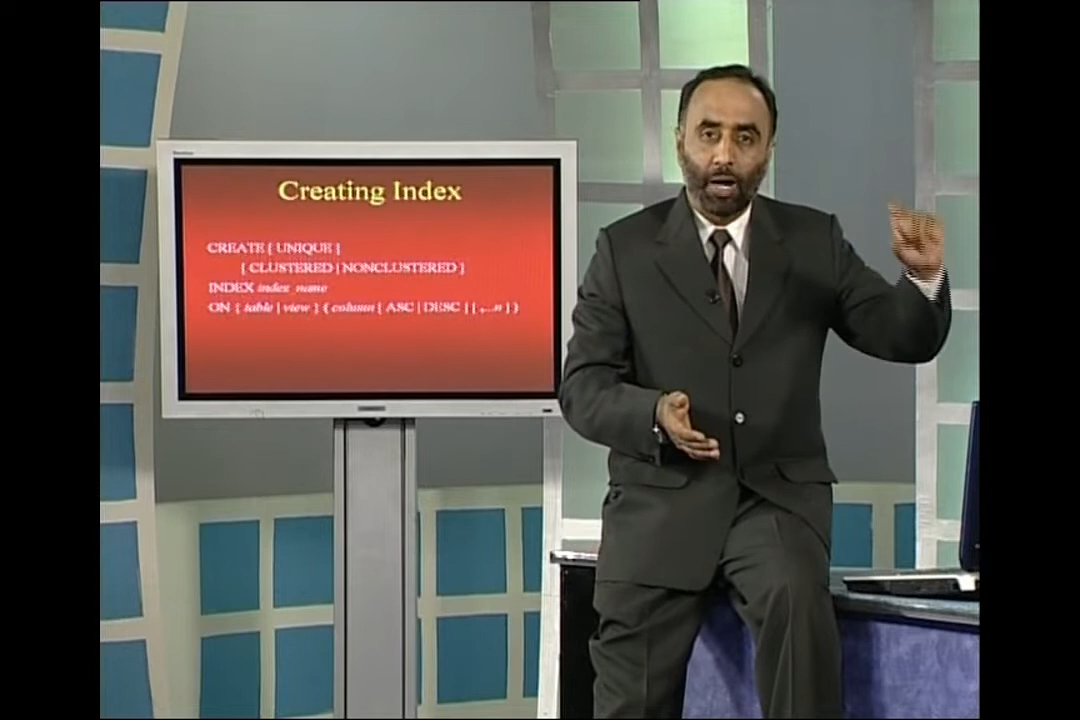 Creating Index
CREATE [ UNIQUE ]
[ CLUSTERED | NONCLUSTERED ]
INDEX index_name
ON { table | view } ( column [ ASC | DESC ] [ ,...n ] )